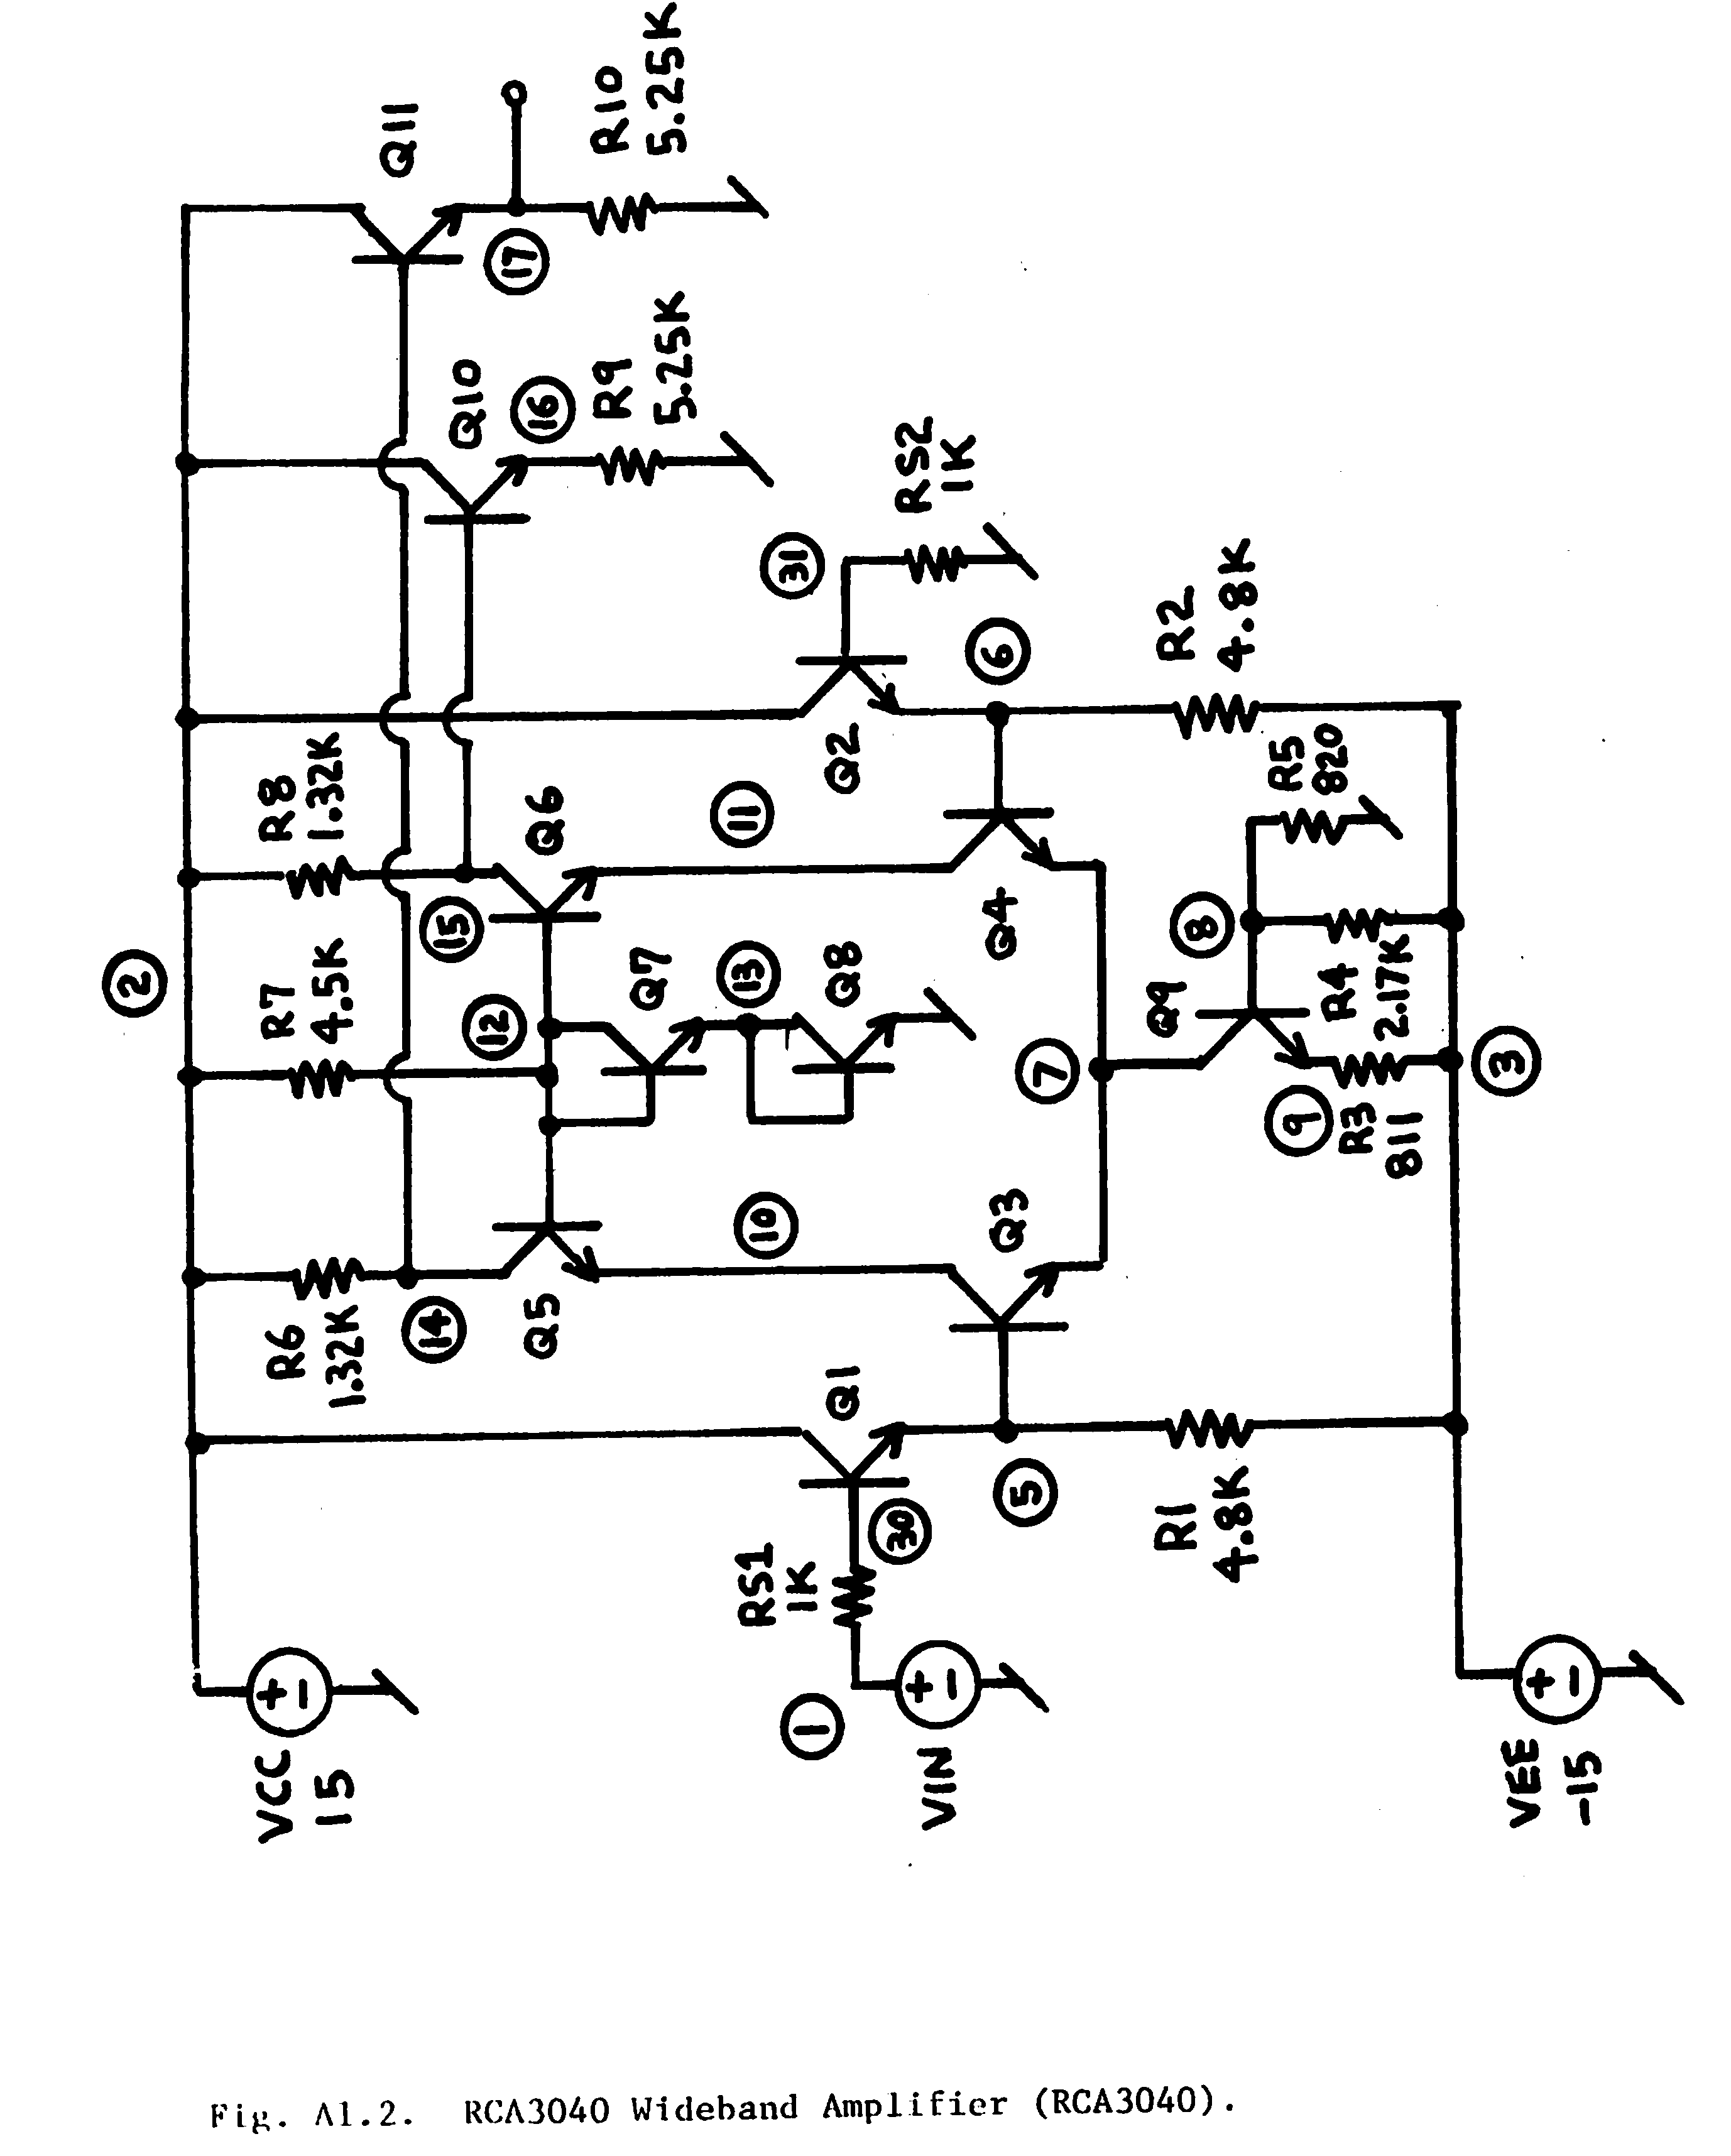 2
R6
1.32K
R7
4.5K
R8
1.32K
14
15
12
Q5
Q6
Q7
13
Q8
10
11
Q10
16
R9
5.25K
Q11
17
R10
5.25K
VCC
15
RS1
1K
1
VIN
30
Q1
5
Q3
Q4
Q2
31
RS2
1K
6
7
R1
4.8K
R2
4.8K
Q9
8
9
R3
811
R4
2.17K
R5
820
3
VEE
-15
Fig. A1.2. RCA3040 Wideband Amplifier (RCA3040).